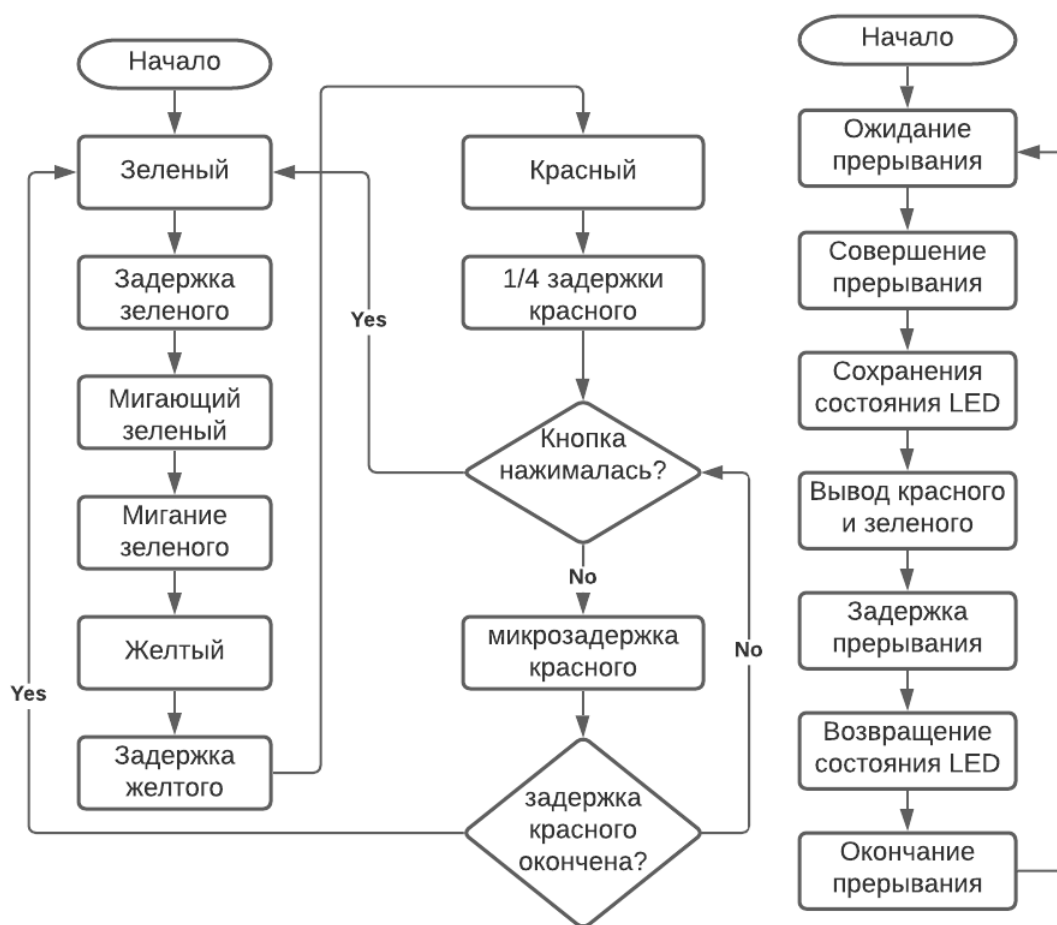 Начало
Зеленый
Задержка
зеленого
Мигающий
зеленый
Мигание
зеленого
Желтый
Задержка
желтого
Yes
Yes
Красный
1/4 задержки
красного
Кнопка
нажималась?
No
микрозадержка
красного
No
задержка
красного
окончена?
Начало
Ожидание
прерывания
Совершение
прерывания
Сохранения
состояния LED
Вывод красного
и зеленого
Задержка
прерывания
Возвращение
состояния LED
Окончание
прерывания